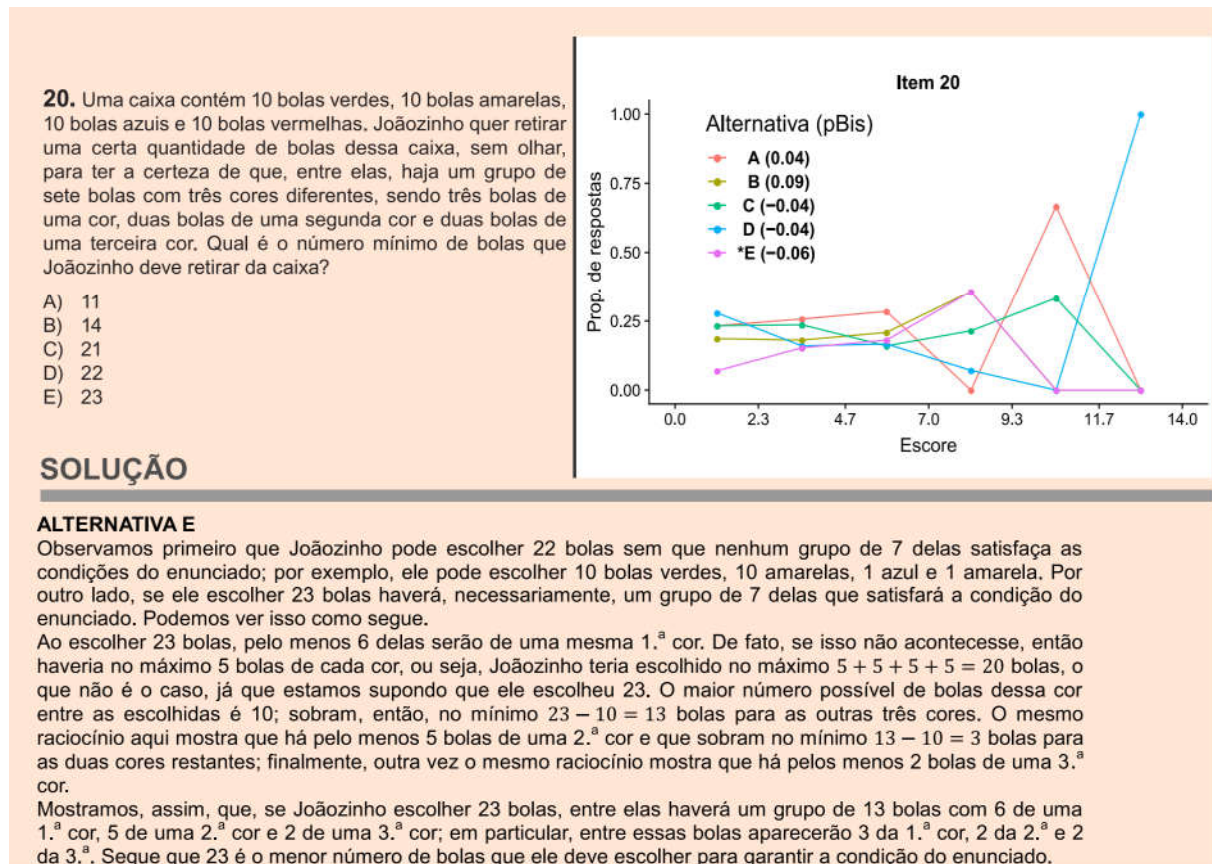 20. Uma caixa contém 10 bolas verdes, 10 bolas amarelas,
10 bolas azuis e 10 bolas vermelhas. Joãozinho quer retirar
uma certa quantidade de bolas dessa caixa, sem olhar,
para ter a certeza de que, entre elas, haja um grupo de
sete bolas com três cores diferentes, sendo três bolas de
uma cor, duas bolas de uma segunda cor e duas bolas de
uma terceira cor. Qual é o número mínimo de bolas que
Joãozinho deve retirar da caixa?
A) 11
B) 14
C) 21
D) 22
E) 23
Item 20
Alternativa (pBis)
A (0.04)
B (0.09)
C (−0.04)
D (−0.04)
*E (−0.06)
Prop. de respostas
1.00
0.75
0.50
0.25
0.00
0.0 2.3 4.7 7.0 9.3 11.7 14.0
Escore
SOLUÇÃO
ALTERNATIVA E
Observamos primeiro que Joãozinho pode escolher 22 bolas sem que nenhum grupo de 7 delas satisfaça as
condições do enunciado; por exemplo, ele pode escolher 10 bolas verdes, 10 amarelas, 1 azul e 1 amarela. Por
outro lado, se ele escolher 23 bolas haverá, necessariamente, um grupo de 7 delas que satisfará a condição do
enunciado. Podemos ver isso como segue.
Ao escolher 23 bolas, pelo menos 6 delas serão de uma mesma 1.ª cor. De fato, se isso não acontecesse, então
haveria no máximo 5 bolas de cada cor, ou seja, Joãozinho teria escolhido no máximo 5 + 5 + 5 + 5 = 20 bolas, o
que não é o caso, já que estamos supondo que ele escolheu 23. O maior número possível de bolas dessa cor
entre as escolhidas é 10; sobram, então, no mínimo 23 − 10 = 13 bolas para as outras três cores. O mesmo
raciocínio aqui mostra que há pelo menos 5 bolas de uma 2.ª cor e que sobram no mínimo 13 − 10 = 3 bolas para
as duas cores restantes; finalmente, outra vez o mesmo raciocínio mostra que há pelos menos 2 bolas de uma 3.ª
cor.
Mostramos, assim, que, se Joãozinho escolher 23 bolas, entre elas haverá um grupo de 13 bolas com 6 de uma
1.ª cor, 5 de uma 2.ª cor e 2 de uma 3.ª cor; em particular, entre essas bolas aparecerão 3 da 1.ª cor, 2 da 2.ª e 2
da 3.ª. Segue que 23 é o menor número de bolas que ele deve escolher para garantir a condição do enunciado.